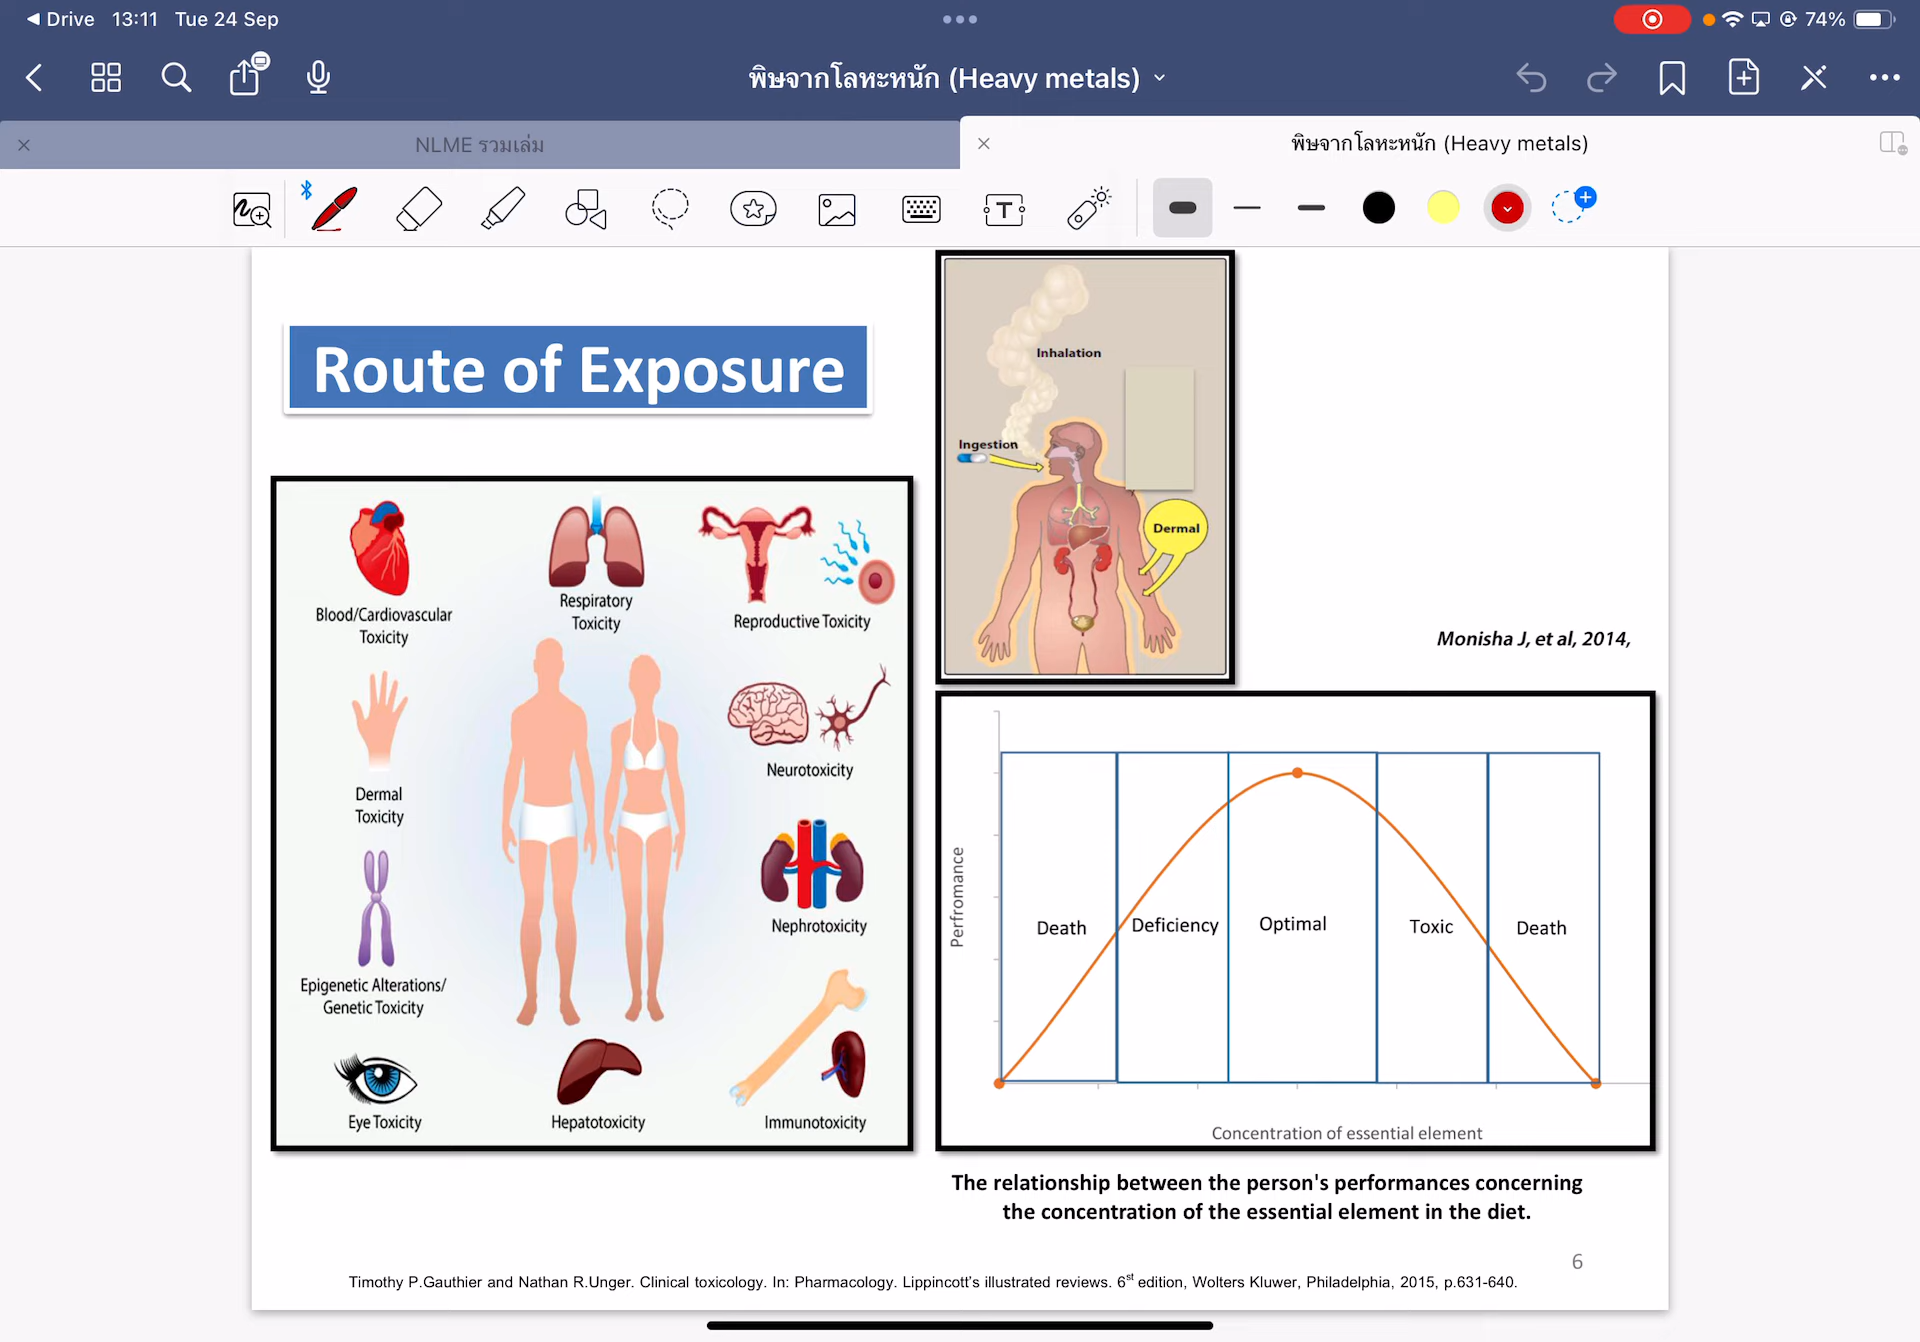 Drive 13:11 Tue 24 Sep
74%
พิษจากโลหะหนัก (Heavy metals)
NLME รวมเล่ม
พิษจากโลหะหนัก (Heavy metals)
T
Route of Exposure
Inhalation
Ingestion
Dermal
Blood/Cardiovascular
Toxicity
Respiratory
Toxicity
Reproductive Toxicity
Dermal
Toxicity
Neurotoxicity
Nephrotoxicity
Epigenetic Alterations/
Genetic Toxicity
Eye Toxicity
Hepatotoxicity
Immunotoxicity
Monisha J, et al, 2014,
Perfromance
Death
Deficiency
Optimal
Toxic
Death
Concentration of essential element
The relationship between the person's performances concerning
the concentration of the essential element in the diet.
6
Timothy P.Gauthier and Nathan R.Unger. Clinical toxicology. In: Pharmacology. Lippincott's illustrated reviews. 6st edition, Wolters Kluwer, Philadelphia, 2015, p.631-640.